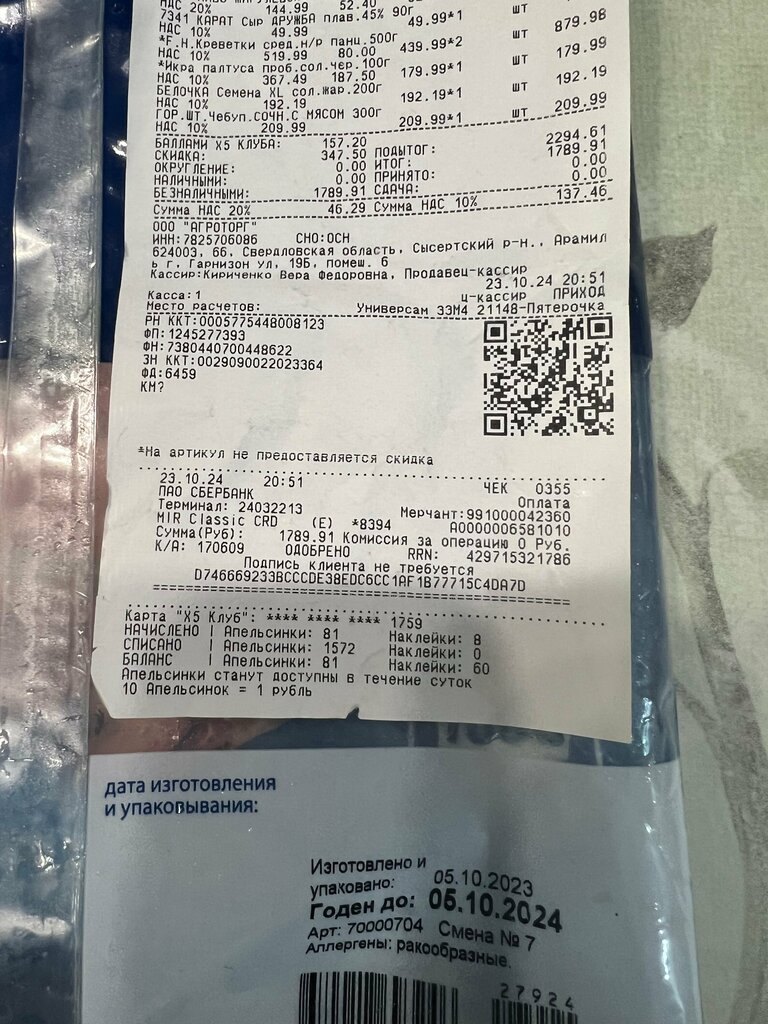 НДС 20% 144.99 52.40 шт
7341 КАРАТ Сыр ДРУЖБА плав.45% 90г
НДС 10% 49.99 49.99*1 шт 879.98
*F.H.Креветки сред.н/р панц.500г
НДС 10% 519.99 80.00 439.99*2 шт 179.99
*Икра палтуса проб.сол.чер.100г
НДС 10% 367.49 187.50 179.99*1 шт 192.19
БЕЛОЧКА Семена XL сол.жар.200г
НДС 10% 192.19 192.19*1 шт 209.99
ГОР.ШТ.Чебуп.СОЧН.С МЯСОМ 300г
НДС 10% 209.99 209.99*1
БАЛЛАМИ X5 КЛУБА: 157.20
СКИДКА: 347.50 ПОДЫТОГ: 2294.61
ОКРУГЛЕНИЕ: 0.00 ИТОГ: 1789.91
НАЛИЧНЫМИ: 0.00 ПРИНЯТО: 0.00
БЕЗНАЛИЧНЫМИ: 1789.91 СДАЧА: 0.00
Сумма НДС 20% 46.29 Сумма НДС 10% 137.46
ООО "АГРОТОРГ"
ИНН:7825706086 СНО:ОСН
624003, 66, Свердловская область, Сысертский р-н., Арамил
ь г, Гарнизон ул, 19Б, помещ. 6
Кассир:Кириченко Вера Федоровна, Продавец-кассир
23.10.24 20:51
Касса:1 ц-кассир ПРИХОД
Место расчетов: Универсам 33М4 21148-Пятерочка
РН ККТ:0005775448008123
ФП:1245277393
ФН:7380440700448622
ЗН ККТ:0029090022023364
ФД:6459
КМ?
*На артикул не предоставляется скидка
23.10.24 20:51 ЧЕК 0355
ПАО СБЕРБАНК Оплата
Терминал: 24032213 Мерчант:991000042360
MIR Classic CRD (E) *8394 A0000006581010
Сумма(Руб): 1789.91 Комиссия за операцию 0 Руб.
К/А: 170609 ОДОБРЕНО RRN: 429715321786
Подпись клиента не требуется
D746669233BCCCDE38EDC6CC1AF1B77715C4DA7D
Карта "X5 Клуб": **** **** **** 1759
НАЧИСЛЕНО | Апельсинки: 81 Наклейки: 8
СПИСАНО | Апельсинки: 1572 Наклейки: 0
БАЛАНС | Апельсинки: 81 Наклейки: 60
Апельсинки станут доступны в течение суток
10 Апельсинок = 1 рубль
дата изготовления
и упаковывания:
Изготовлено и
упаковано: 05.10.2023
Годен до: 05.10.2024
Арт: 70000704 Смена № 7
Аллергены: ракообразные.
27924